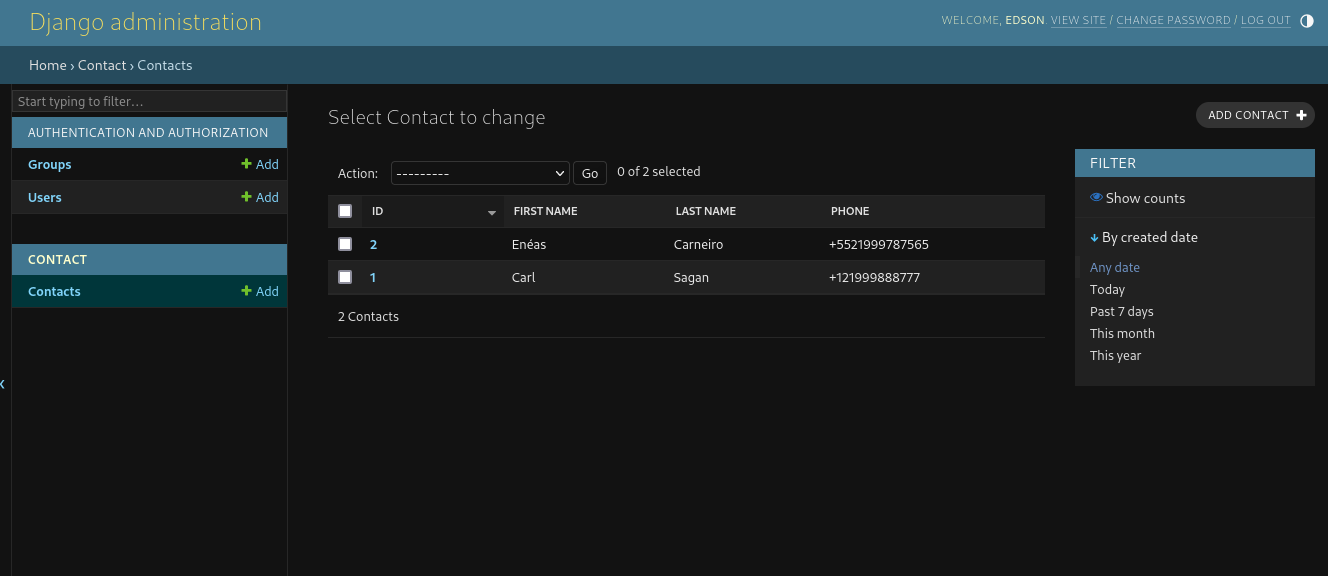 Django administration
WELCOME, EDSON. VIEW SITE / CHANGE PASSWORD / LOG OUT
Home › Contact › Contacts
Start typing to filter...
AUTHENTICATION AND AUTHORIZATION
Groups + Add
Users + Add
CONTACT
Contacts + Add
Select Contact to change
ADD CONTACT +
Action: --------- Go 0 of 2 selected
ID FIRST NAME LAST NAME PHONE
2 Enéas Carneiro +5521999787565
1 Carl Sagan +121999888777
2 Contacts
FILTER
Show counts
↓ By created date
Any date
Today
Past 7 days
This month
This year